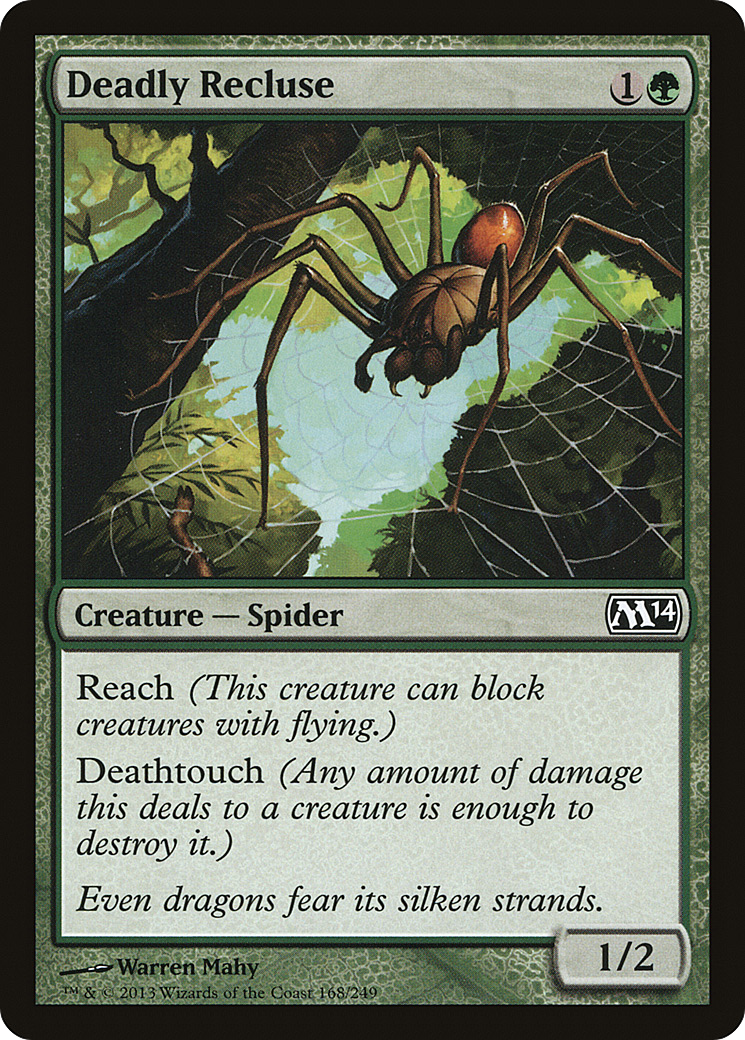 Deadly Recluse 1
Creature — Spider M14
Reach (This creature can block
creatures with flying.)
Deathtouch (Any amount of damage
this deals to a creature is enough to
destroy it.)
Even dragons fear its silken strands.
1/2
Warren Mahy
™ & © 2013 Wizards of the Coast 168/249